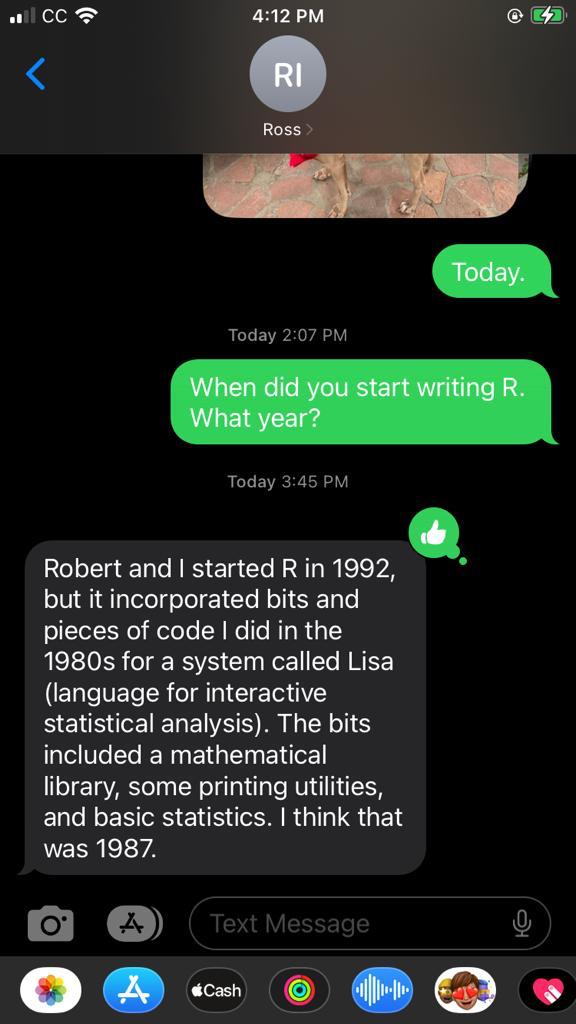 CC
4:12 PM
RI
Ross
Today.
Today 2:07 PM
When did you start writing R.
What year?
Today 3:45 PM
Robert and I started R in 1992,
but it incorporated bits and
pieces of code I did in the
1980s for a system called Lisa
(language for interactive
statistical analysis). The bits
included a mathematical
library, some printing utilities,
and basic statistics. I think that
was 1987.
Text Message
Cash